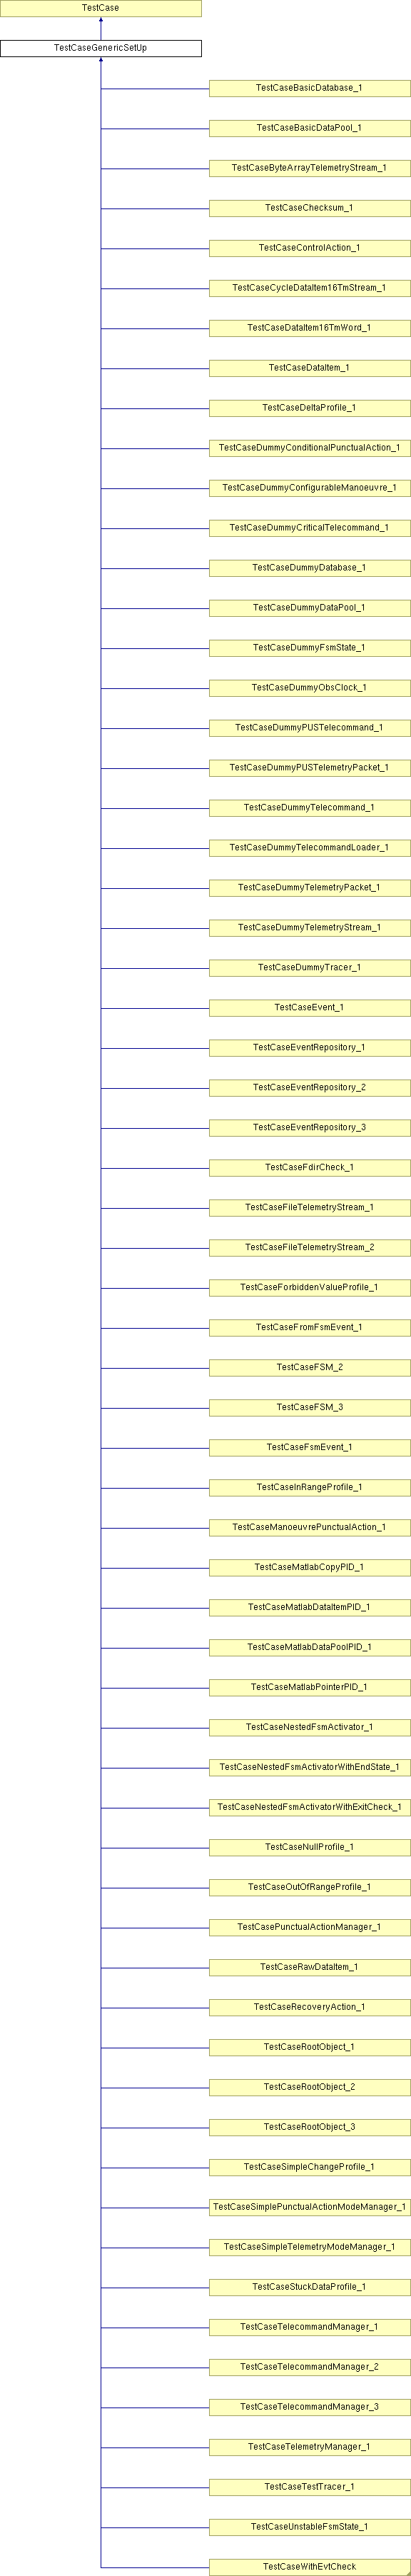 TestCase
TestCaseGenericSetUp
TestCaseBasicDatabase_1
TestCaseBasicDataPool_1
TestCaseByteArrayTelemetryStream_1
TestCaseChecksum_1
TestCaseControlAction_1
TestCaseCycleDataItem16TmStream_1
TestCaseDataItem16TmWord_1
TestCaseDataItem_1
TestCaseDeltaProfile_1
TestCaseDummyConditionalPunctualAction_1
TestCaseDummyConfigurableManoeuvre_1
TestCaseDummyCriticalTelecommand_1
TestCaseDummyDatabase_1
TestCaseDummyDataPool_1
TestCaseDummyFsmState_1
TestCaseDummyObsClock_1
TestCaseDummyPUSTelecommand_1
TestCaseDummyPUSTelemetryPacket_1
TestCaseDummyTelecommand_1
TestCaseDummyTelecommandLoader_1
TestCaseDummyTelemetryPacket_1
TestCaseDummyTelemetryStream_1
TestCaseDummyTracer_1
TestCaseEvent_1
TestCaseEventRepository_1
TestCaseEventRepository_2
TestCaseEventRepository_3
TestCaseFdirCheck_1
TestCaseFileTelemetryStream_1
TestCaseFileTelemetryStream_2
TestCaseForbiddenValueProfile_1
TestCaseFromFsmEvent_1
TestCaseFSM_2
TestCaseFSM_3
TestCaseFsmEvent_1
TestCaseInRangeProfile_1
TestCaseManoeuvrePunctualAction_1
TestCaseMatlabCopyPID_1
TestCaseMatlabDataItemPID_1
TestCaseMatlabDataPoolPID_1
TestCaseMatlabPointerPID_1
TestCaseNestedFsmActivator_1
TestCaseNestedFsmActivatorWithEndState_1
TestCaseNestedFsmActivatorWithExitCheck_1
TestCaseNullProfile_1
TestCaseOutOfRangeProfile_1
TestCasePunctualActionManager_1
TestCaseRawDataItem_1
TestCaseRecoveryAction_1
TestCaseRootObject_1
TestCaseRootObject_2
TestCaseRootObject_3
TestCaseSimpleChangeProfile_1
TestCaseSimplePunctualActionModeManager_1
TestCaseSimpleTelemetryModeManager_1
TestCaseStuckDataProfile_1
TestCaseTelecommandManager_1
TestCaseTelecommandManager_2
TestCaseTelecommandManager_3
TestCaseTelemetryManager_1
TestCaseTestTracer_1
TestCaseUnstableFsmState_1
TestCaseWithEvtCheck